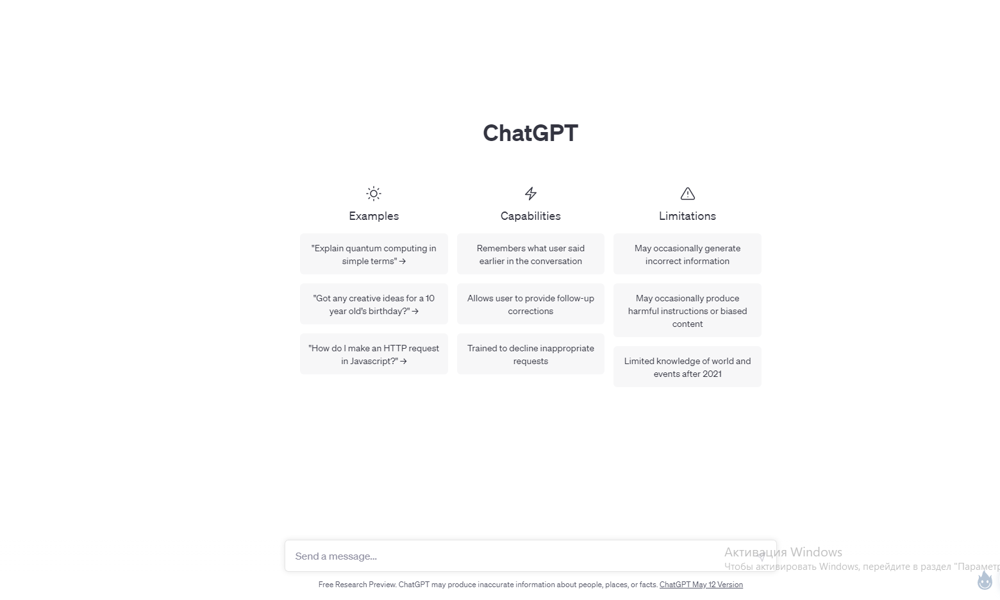 ChatGPT
Examples
"Explain quantum computing in
simple terms" →
"Got any creative ideas for a 10
year old's birthday?" →
"How do I make an HTTP request
in Javascript?" →
Capabilities
Remembers what user said
earlier in the conversation
Allows user to provide follow-up
corrections
Trained to decline inappropriate
requests
Limitations
May occasionally generate
incorrect information
May occasionally produce
harmful instructions or biased
content
Limited knowledge of world and
events after 2021
Send a message...
Активация Windows
Чтобы активировать Windows, перейдите в раздел "Параметр
Free Research Preview. ChatGPT may produce inaccurate information about people, places, or facts. ChatGPT May 12 Version